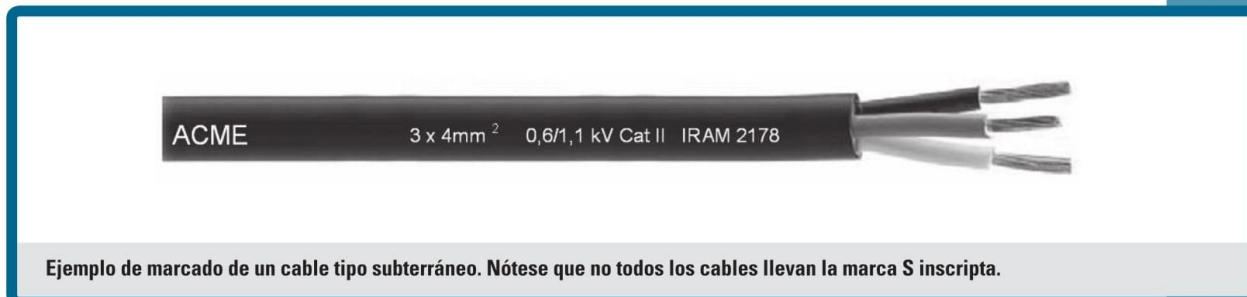 ACME 3 x 4mm ² 0,6/1,1 kV Cat II IRAM 2178
Ejemplo de marcado de un cable tipo subterráneo. Nótese que no todos los cables llevan la marca S inscripta.